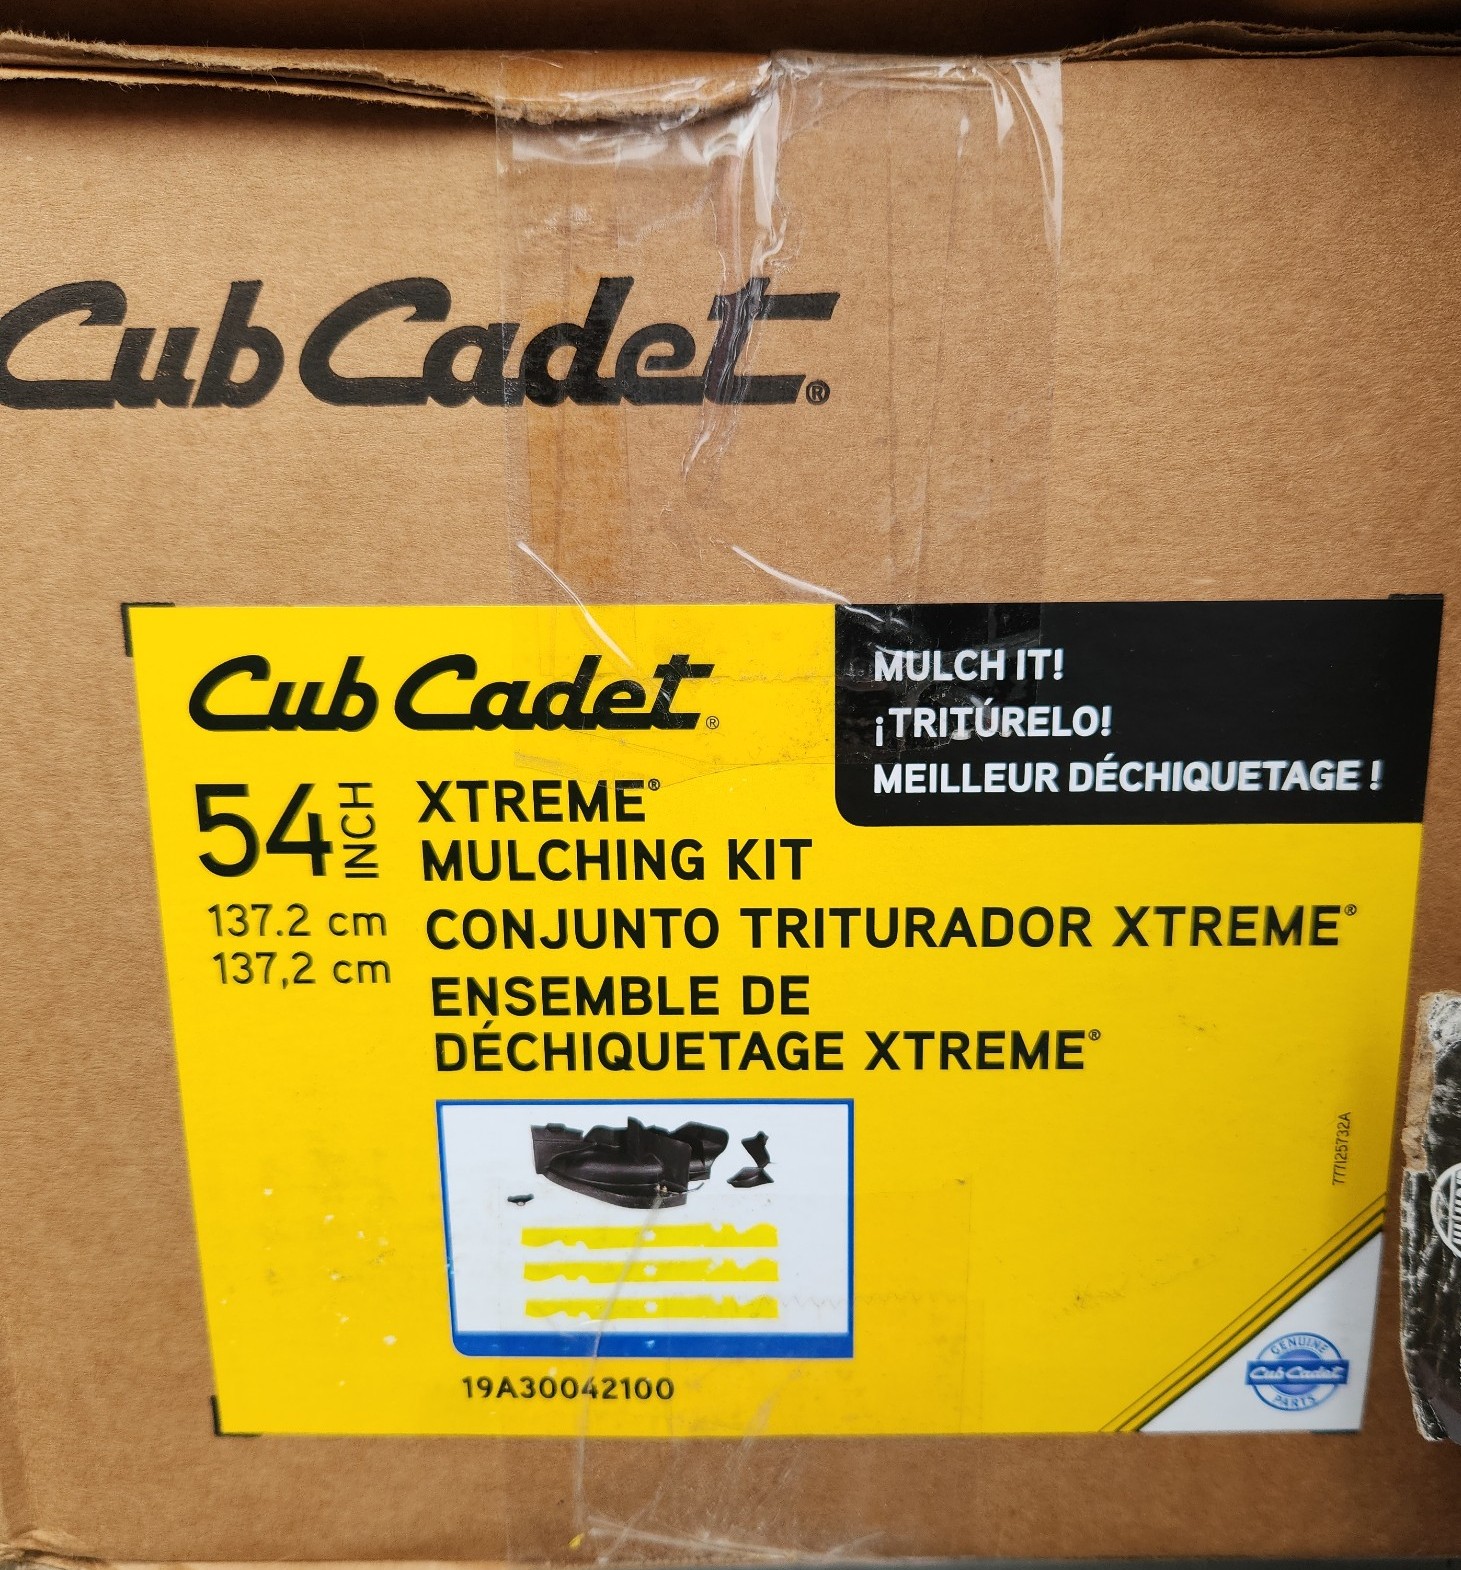 Cub Cadet®
Cub Cadet®
MULCH IT!
¡TRITÚRELO!
MEILLEUR DÉCHIQUETAGE !
54 INCH
137.2 cm
137,2 cm
XTREME®
MULCHING KIT
CONJUNTO TRITURADOR XTREME®
ENSEMBLE DE
DÉCHIQUETAGE XTREME®
777I25732A
19A30042100
GENUINE
Cub Cadet
PARTS